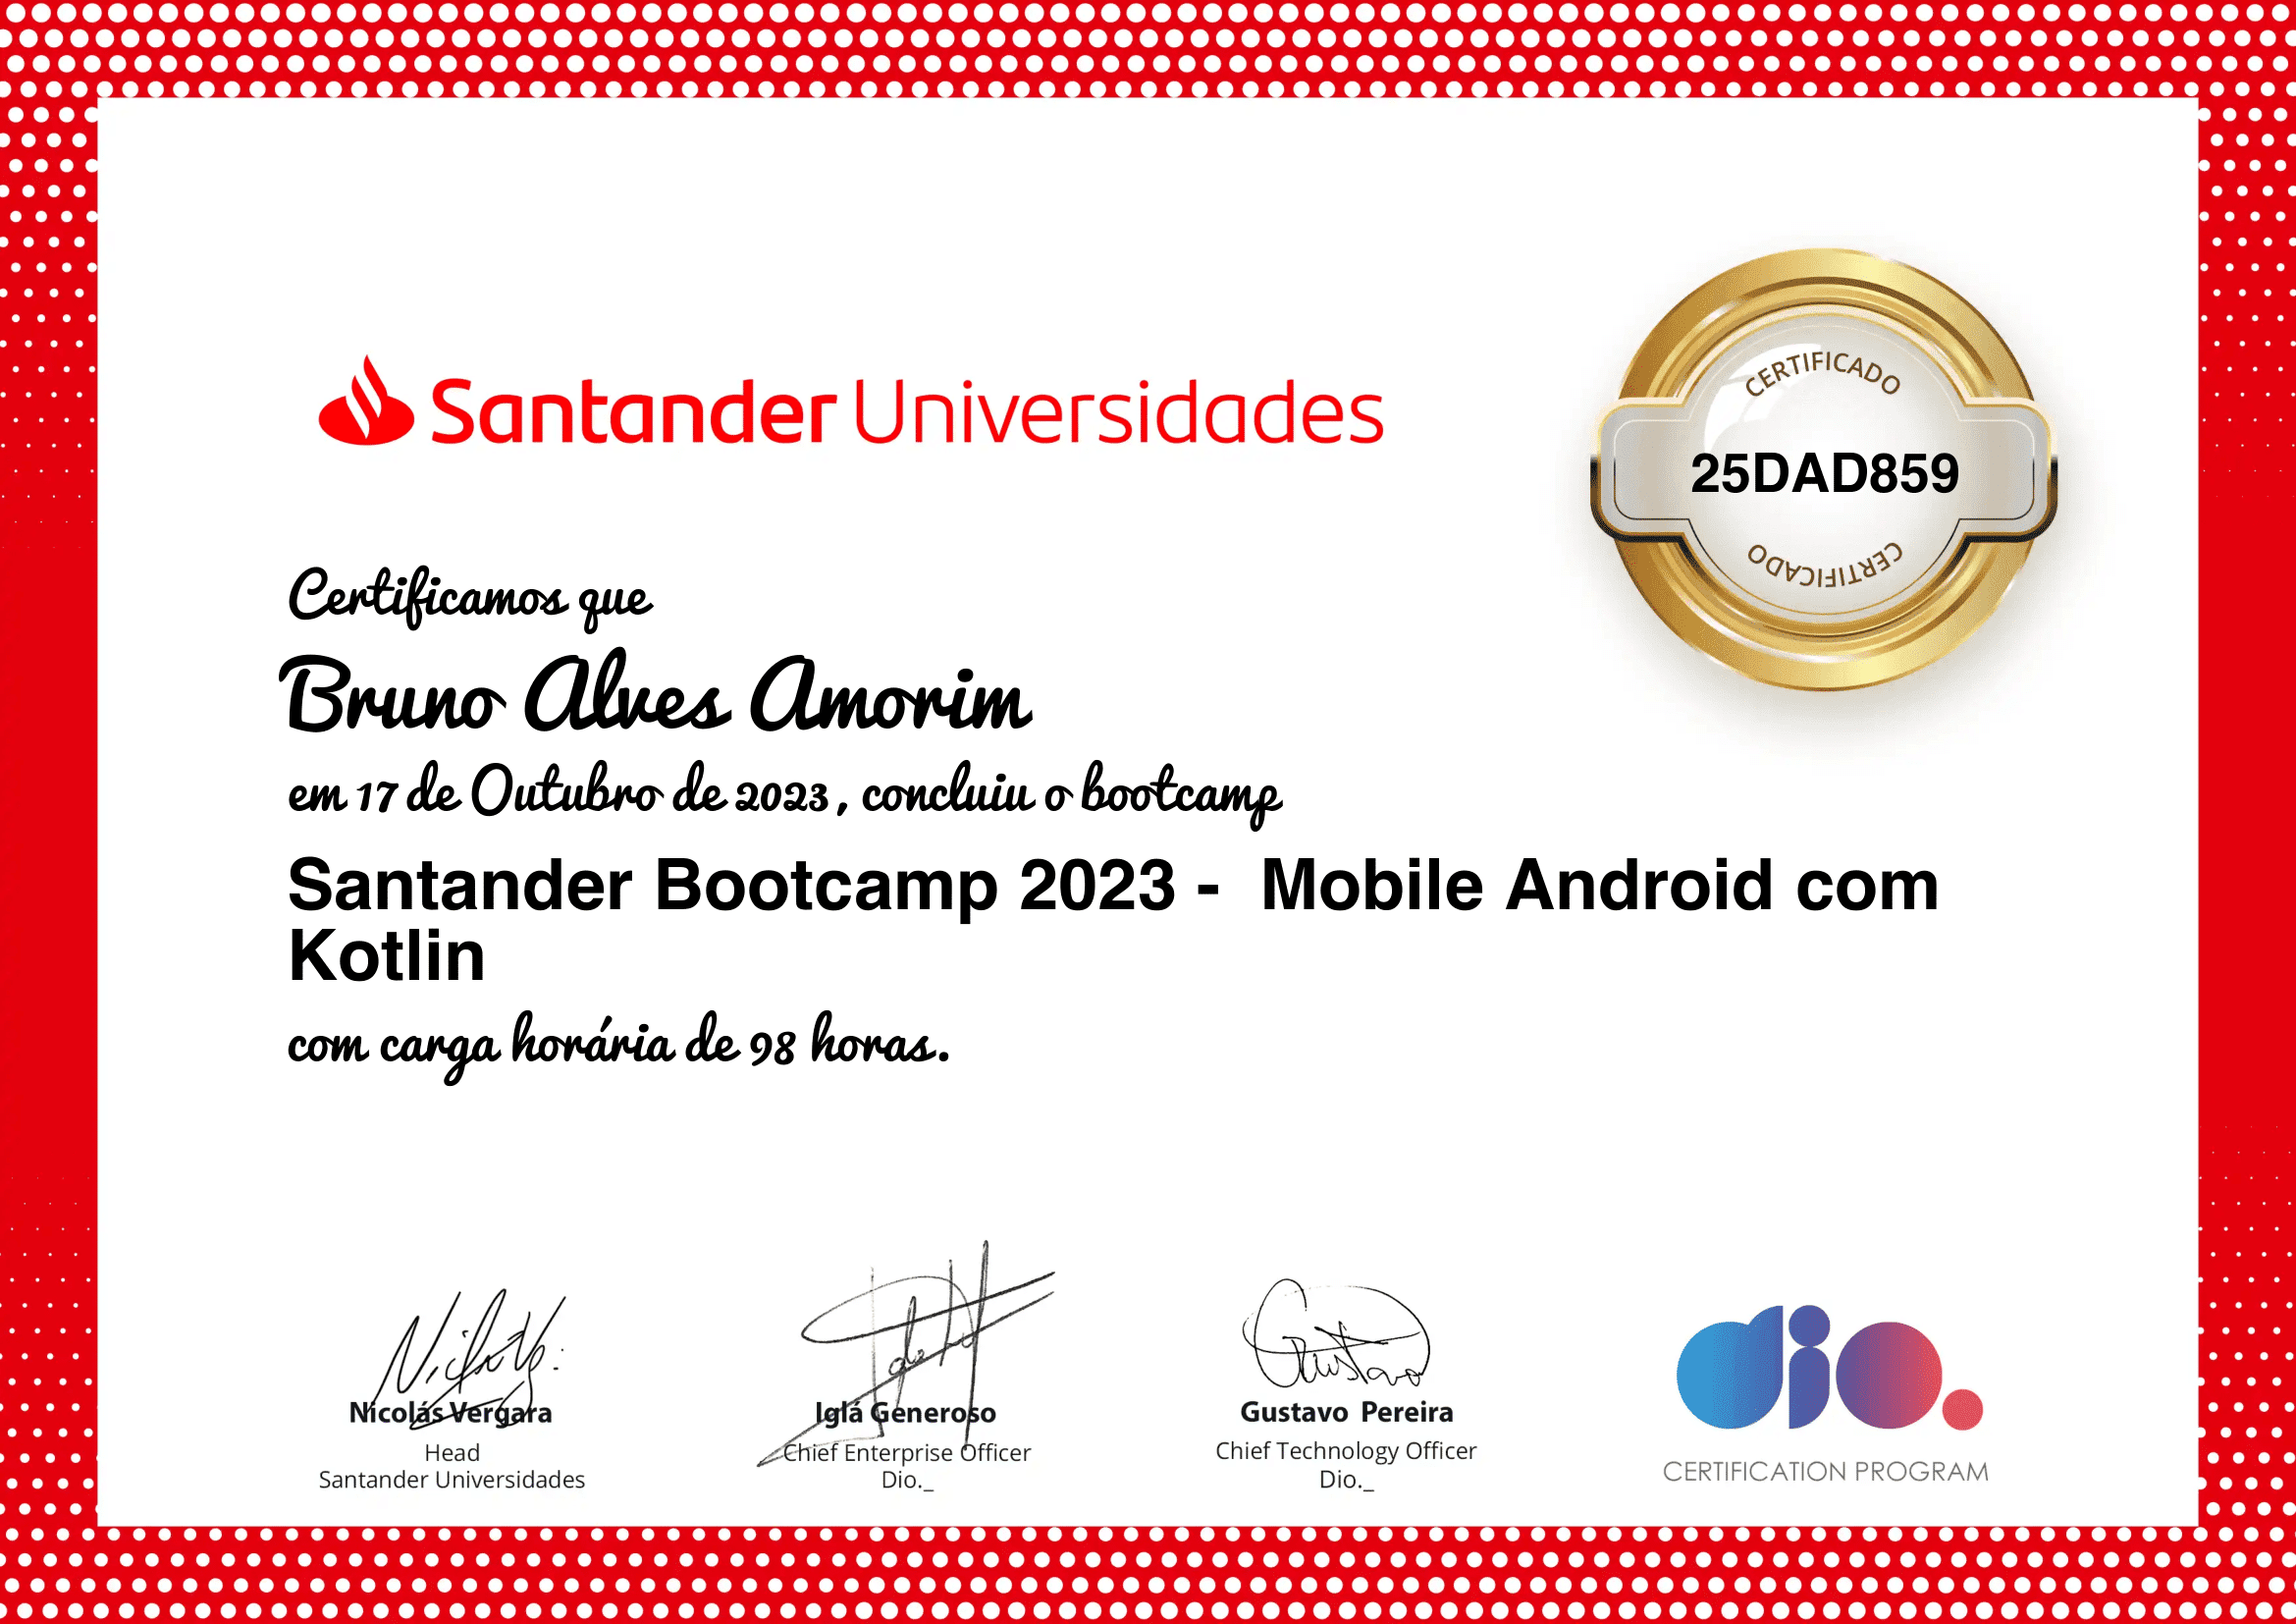 Santander Universidades
CERTIFICADO
25DAD859
CERTIFICADO
Certificamos que
Bruno Alves Amorim
em 17 de Outubro de 2023, concluiu o bootcamp
Santander Bootcamp 2023 -  Mobile Android com
Kotlin
com carga horária de 98 horas.
Nicolás Vergara
Head
Santander Universidades
Iglá Generoso
Chief Enterprise Officer
Dio._
Gustavo Pereira
Chief Technology Officer
Dio._
dio.
CERTIFICATION PROGRAM